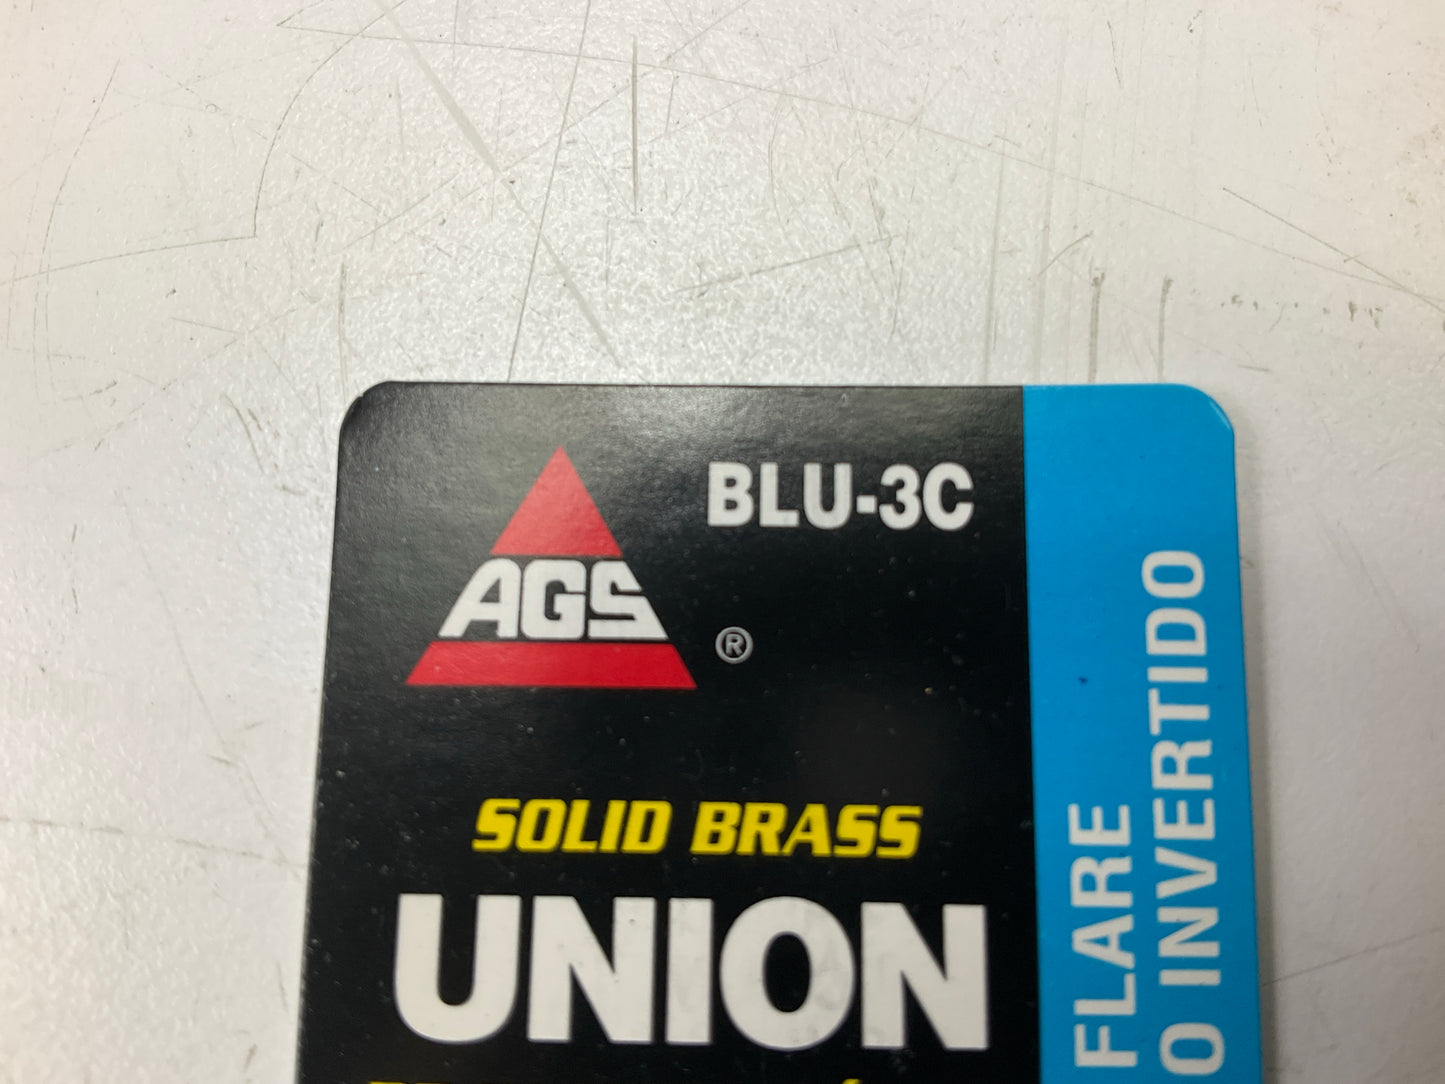 BLU-3C
AGS
®
SOLID BRASS
UNION
FLARE
O INVERTIDO